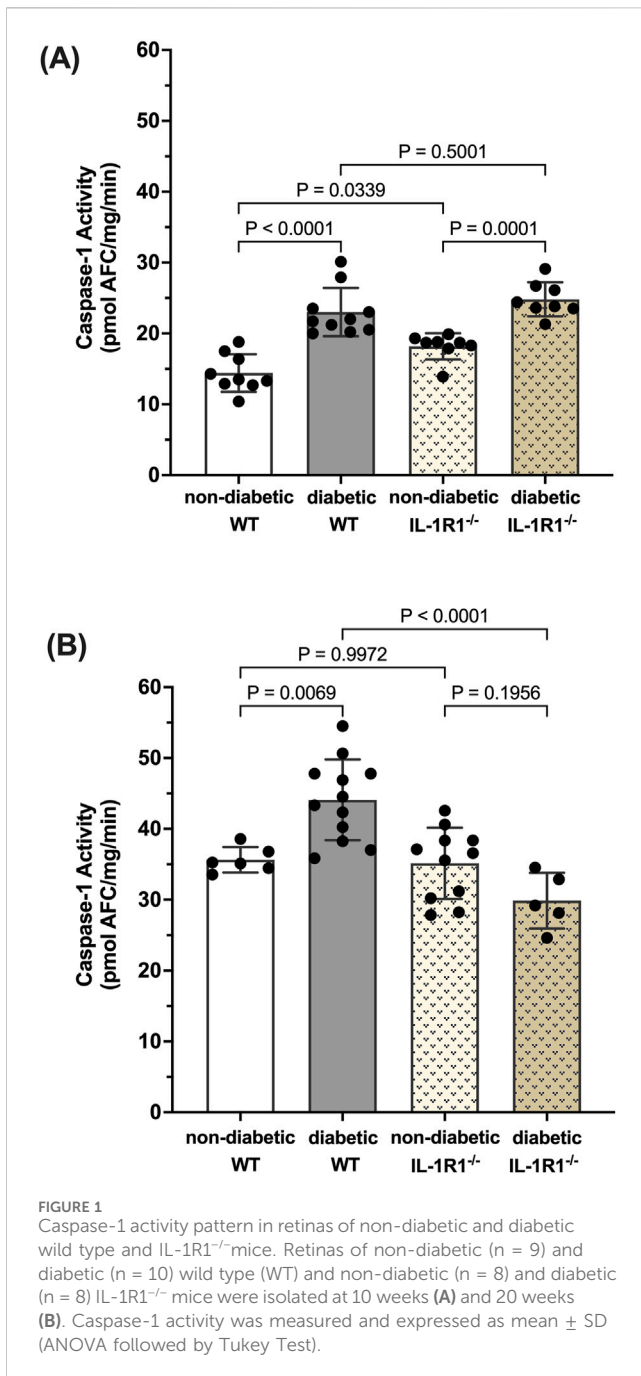 (A)
60
50
40
30
20
10
0
Caspase-1 Activity
(pmol AFC/mg/min)
P = 0.5001
P = 0.0339
P < 0.0001
P = 0.0001
non-diabetic
WT
diabetic
WT
non-diabetic
IL-1R1-/-
diabetic
IL-1R1-/-
(B)
60
50
40
30
20
10
0
Caspase-1 Activity
(pmol AFC/mg/min)
P < 0.0001
P = 0.9972
P = 0.0069
P = 0.1956
non-diabetic
WT
diabetic
WT
non-diabetic
IL-1R1-/-
diabetic
IL-1R1-/-
FIGURE 1
Caspase-1 activity pattern in retinas of non-diabetic and diabetic
wild type and IL-1R1−/−mice. Retinas of non-diabetic (n = 9) and
diabetic (n = 10) wild type (WT) and non-diabetic (n = 8) and diabetic
(n = 8) IL-1R1−/− mice were isolated at 10 weeks (A) and 20 weeks
(B). Caspase-1 activity was measured and expressed as mean ± SD
(ANOVA followed by Tukey Test).